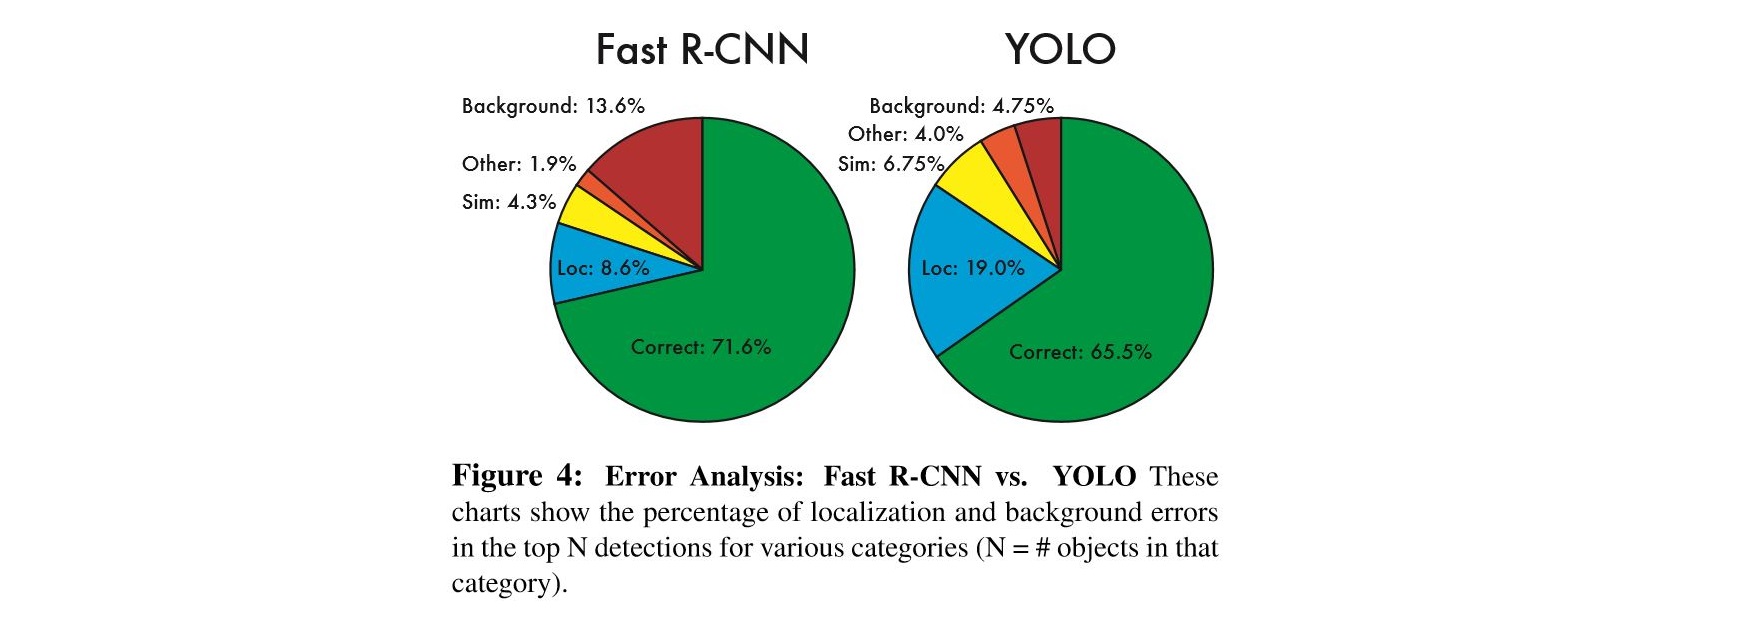 Fast R-CNN
Background: 13.6%
Other: 1.9%
Sim: 4.3%
Loc: 8.6%
Correct: 71.6%
YOLO
Background: 4.75%
Other: 4.0%
Sim: 6.75%
Loc: 19.0%
Correct: 65.5%
Figure 4: Error Analysis: Fast R-CNN vs. YOLO These
charts show the percentage of localization and background errors
in the top N detections for various categories (N = # objects in that
category).